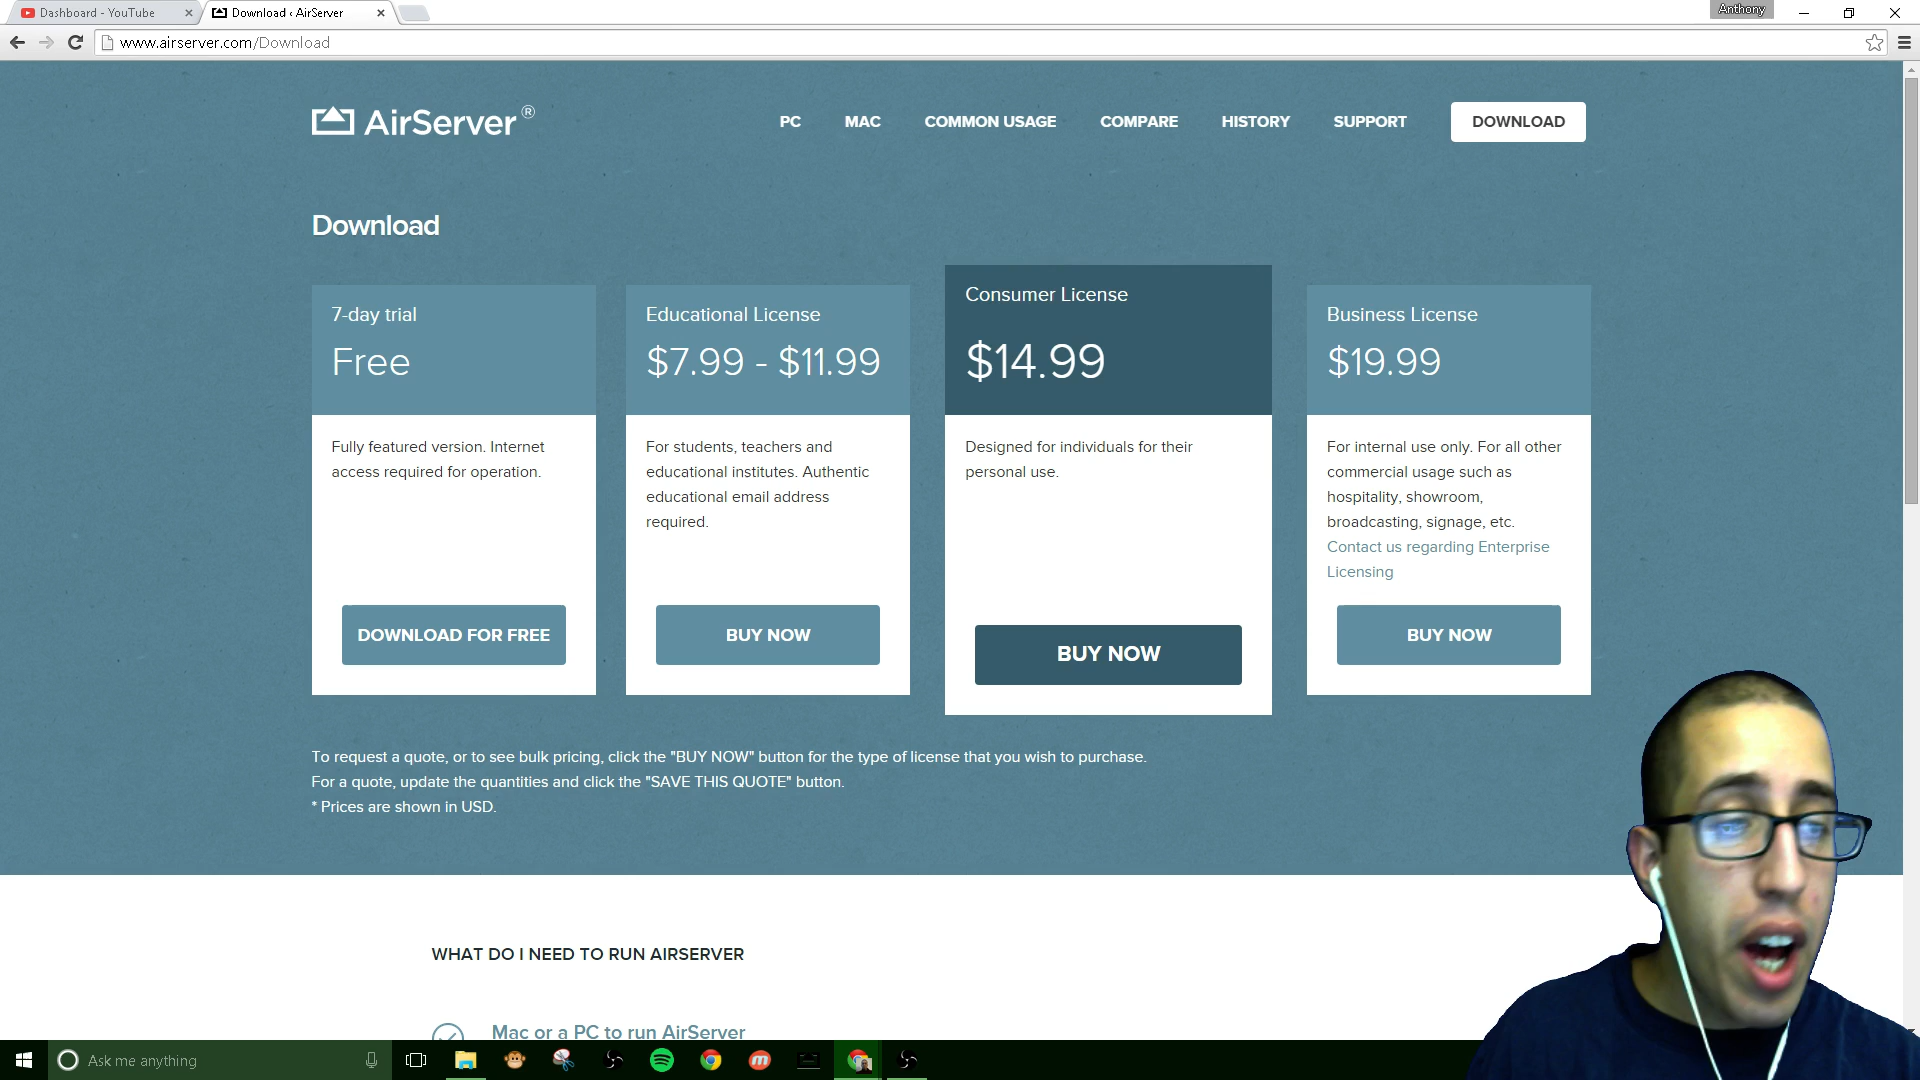 Dashboard - YouTube
Download ‹ AirServer
Anthony
www.airserver.com/Download
AirServer®
PC
MAC
COMMON USAGE
COMPARE
HISTORY
SUPPORT
DOWNLOAD
Download
7-day trial
Free
Fully featured version. Internet
access required for operation.
DOWNLOAD FOR FREE
Educational License
$7.99 - $11.99
For students, teachers and
educational institutes. Authentic
educational email address
required.
BUY NOW
Consumer License
$14.99
Designed for individuals for their
personal use.
BUY NOW
Business License
$19.99
For internal use only. For all other
commercial usage such as
hospitality, showroom,
broadcasting, signage, etc.
Contact us regarding Enterprise
Licensing
BUY NOW
To request a quote, or to see bulk pricing, click the "BUY NOW" button for the type of license that you wish to purchase.
For a quote, update the quantities and click the "SAVE THIS QUOTE" button.
* Prices are shown in USD.
WHAT DO I NEED TO RUN AIRSERVER
Mac or a PC to run AirServer
Ask me anything